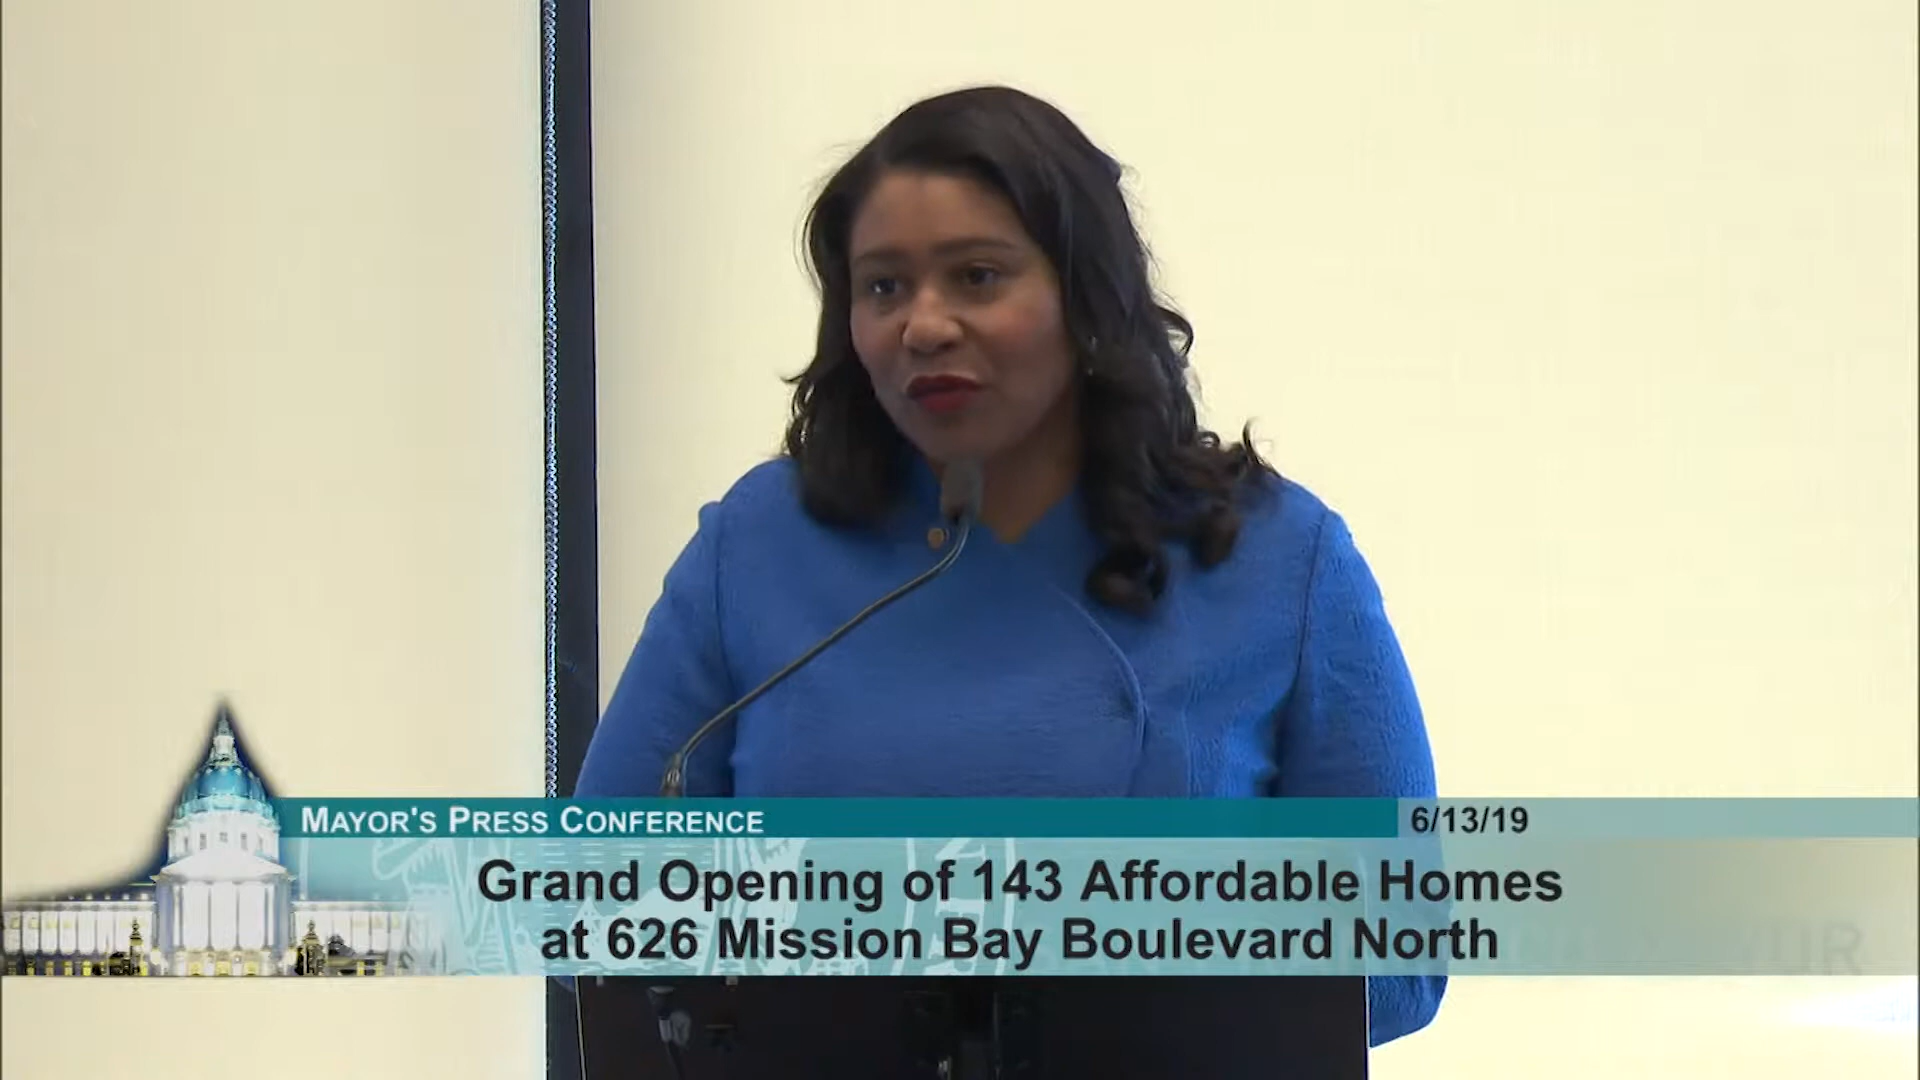 MAYOR'S PRESS CONFERENCE
6/13/19
Grand Opening of 143 Affordable Homes
at 626 Mission Bay Boulevard North